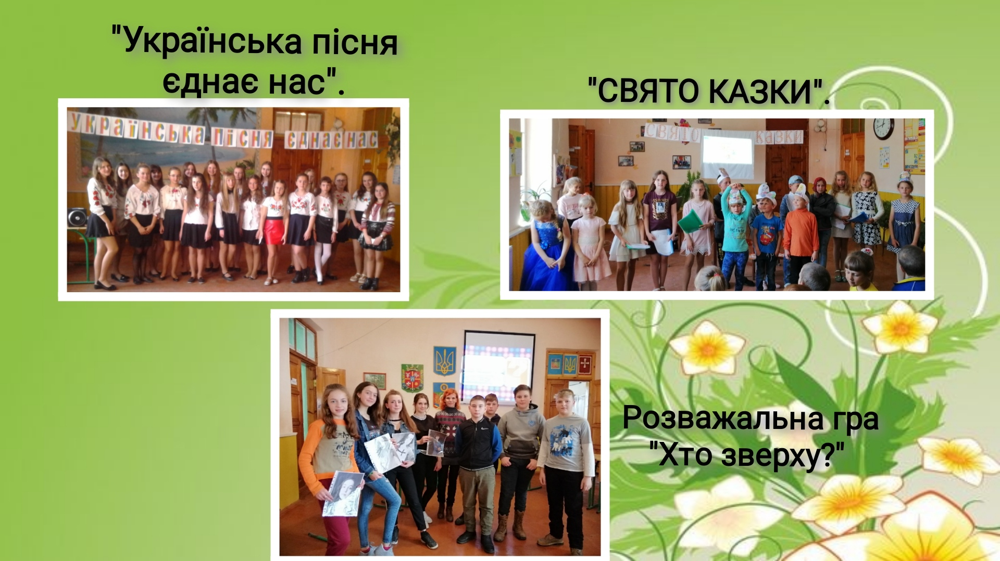 "Українська пісня
єднає нас".
"СВЯТО КАЗКИ".
українська пісня єднає нас
Свято казки
Розважальна гра
"Хто зверху?"